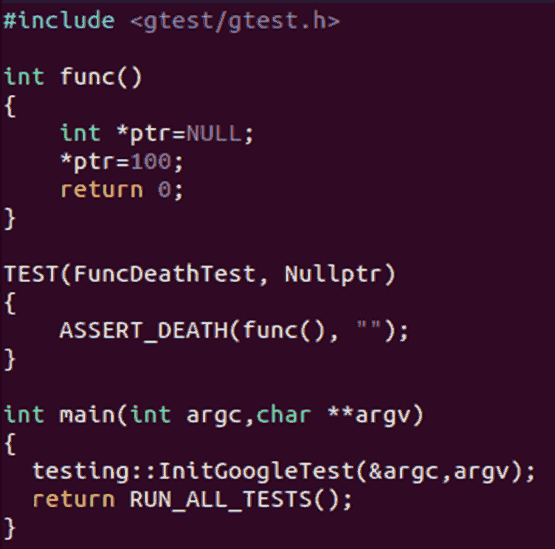 #include <gtest/gtest.h>
int func()
{
int *ptr=NULL;
*ptr=100;
return 0;
}
TEST(FuncDeathTest, Nullptr)
{
ASSERT_DEATH(func(), "");
}
int main(int argc,char **argv)
{
testing::InitGoogleTest(&argc,argv);
return RUN_ALL_TESTS();
}